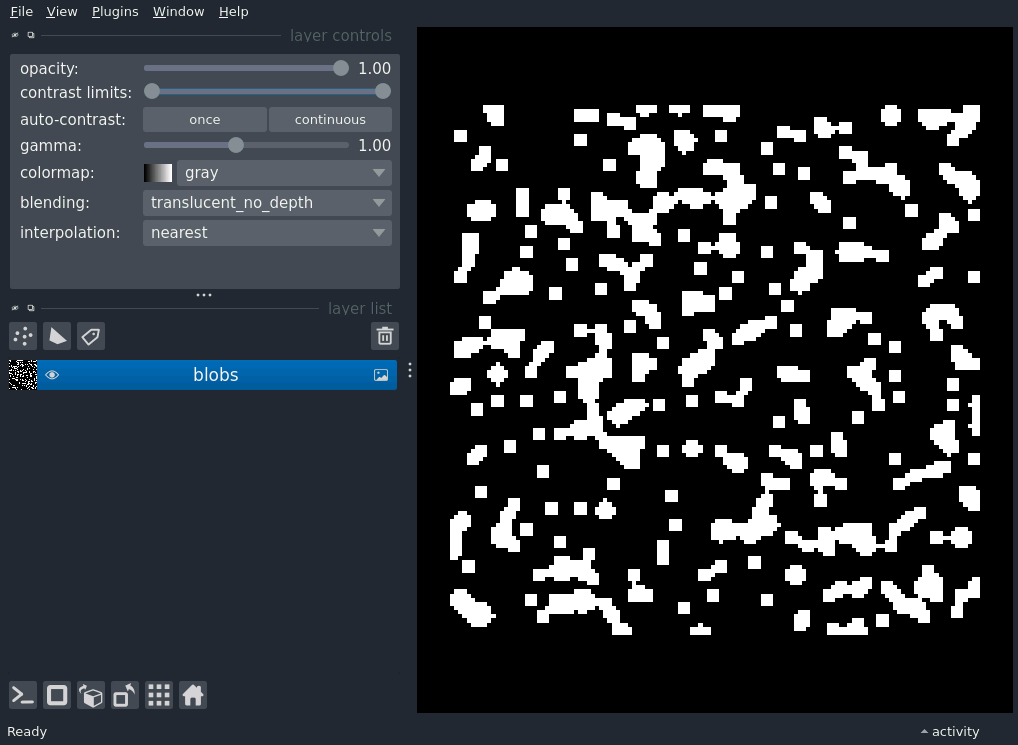 File View Plugins Window Help
layer controls
opacity: 1.00
contrast limits:
auto-contrast: once continuous
gamma: 1.00
colormap: gray
blending: translucent_no_depth
interpolation: nearest
layer list
blobs
Ready activity